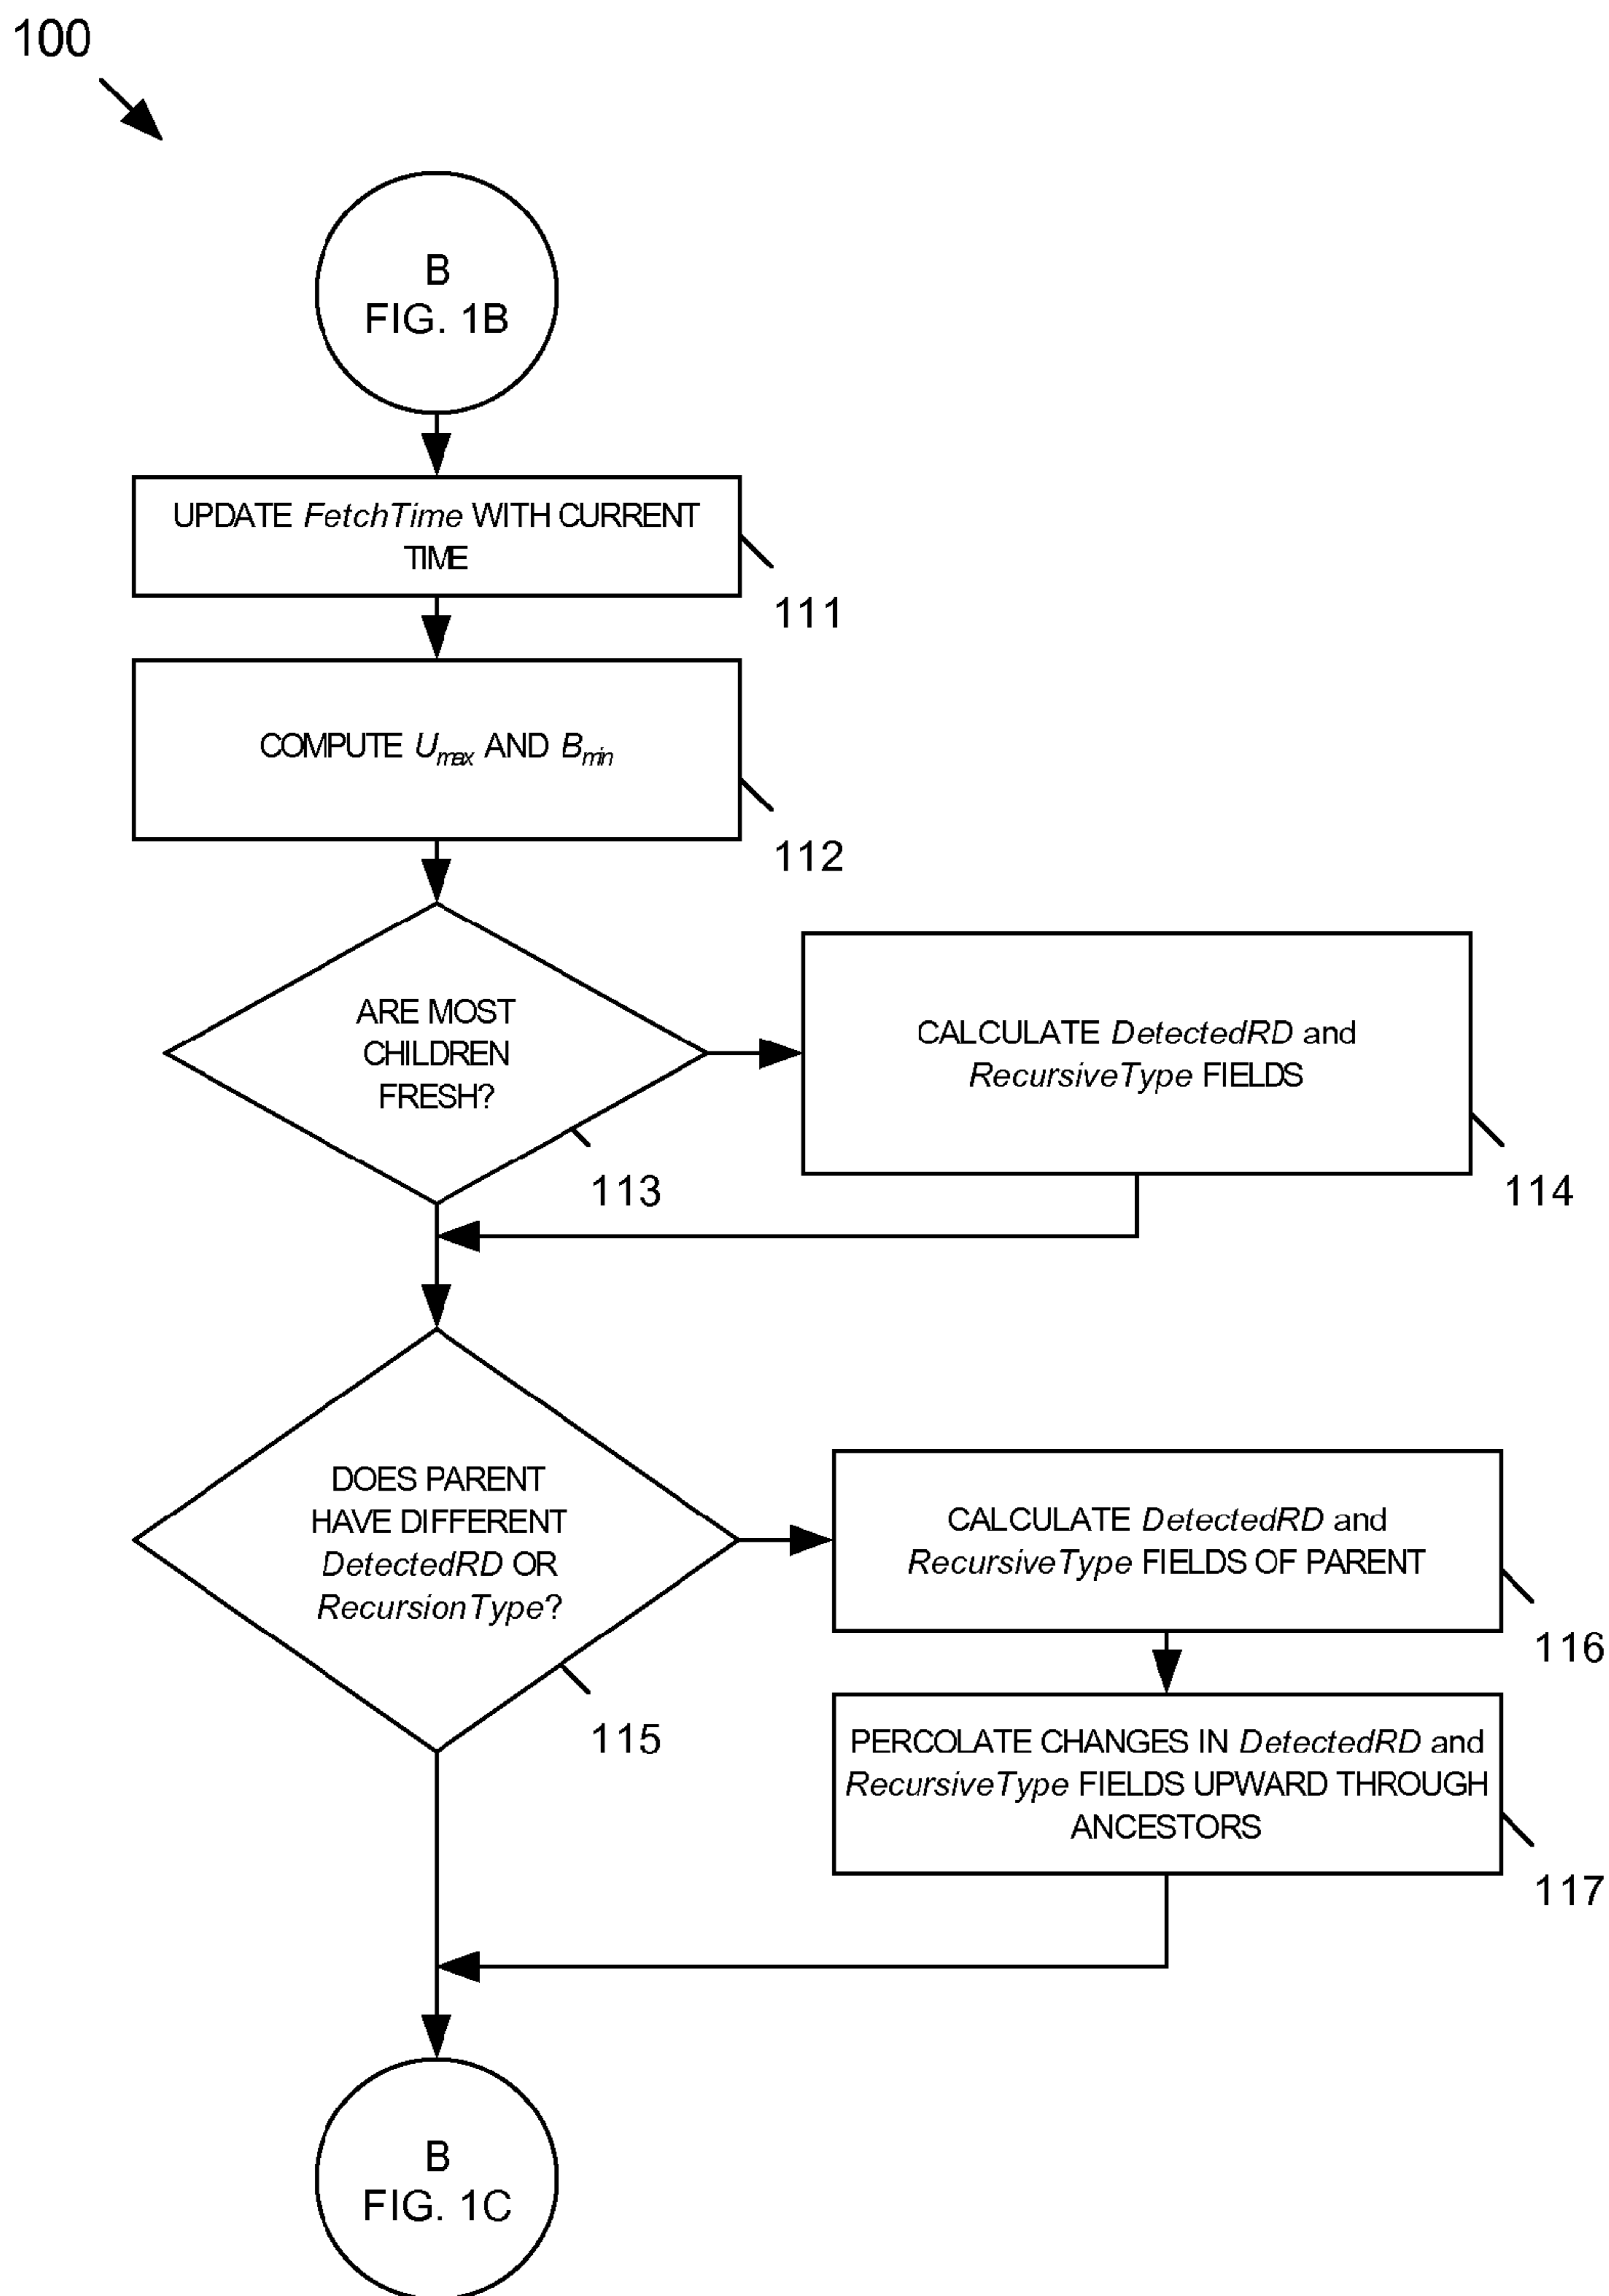 100
B
FIG. 1B
UPDATE FetchTime WITH CURRENT
TIME
111
COMPUTE Umax AND Bmin
112
ARE MOST
CHILDREN
FRESH?
113
CALCULATE DetectedRD and
RecursiveType FIELDS
114
DOES PARENT
HAVE DIFFERENT
DetectedRD OR
RecursionType?
115
CALCULATE DetectedRD and
RecursiveType FIELDS OF PARENT
116
PERCOLATE CHANGES IN DetectedRD and
RecursiveType FIELDS UPWARD THROUGH
ANCESTORS
117
B
FIG. 1C